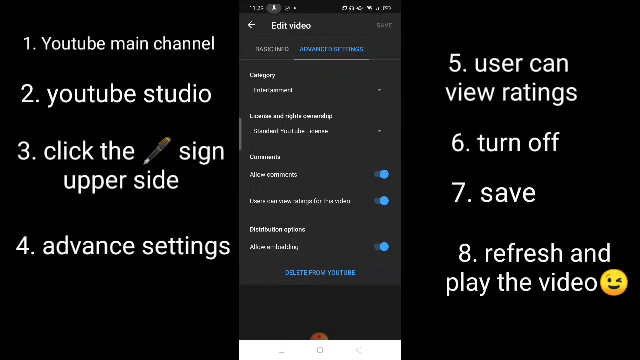 1. Youtube main channel
2. youtube studio
3. click the 🖋️ sign
upper side
4. advance settings
11:29
Edit video
SAVE
BASIC INFO
ADVANCED SETTINGS
Category
Entertainment
License and rights ownership
Standard YouTube License
Comments
Allow comments
Users can view ratings for this video
Distribution options
Allow embedding
DELETE FROM YOUTUBE
5. user can
view ratings
6. turn off
7. save
8. refresh and
play the video😉